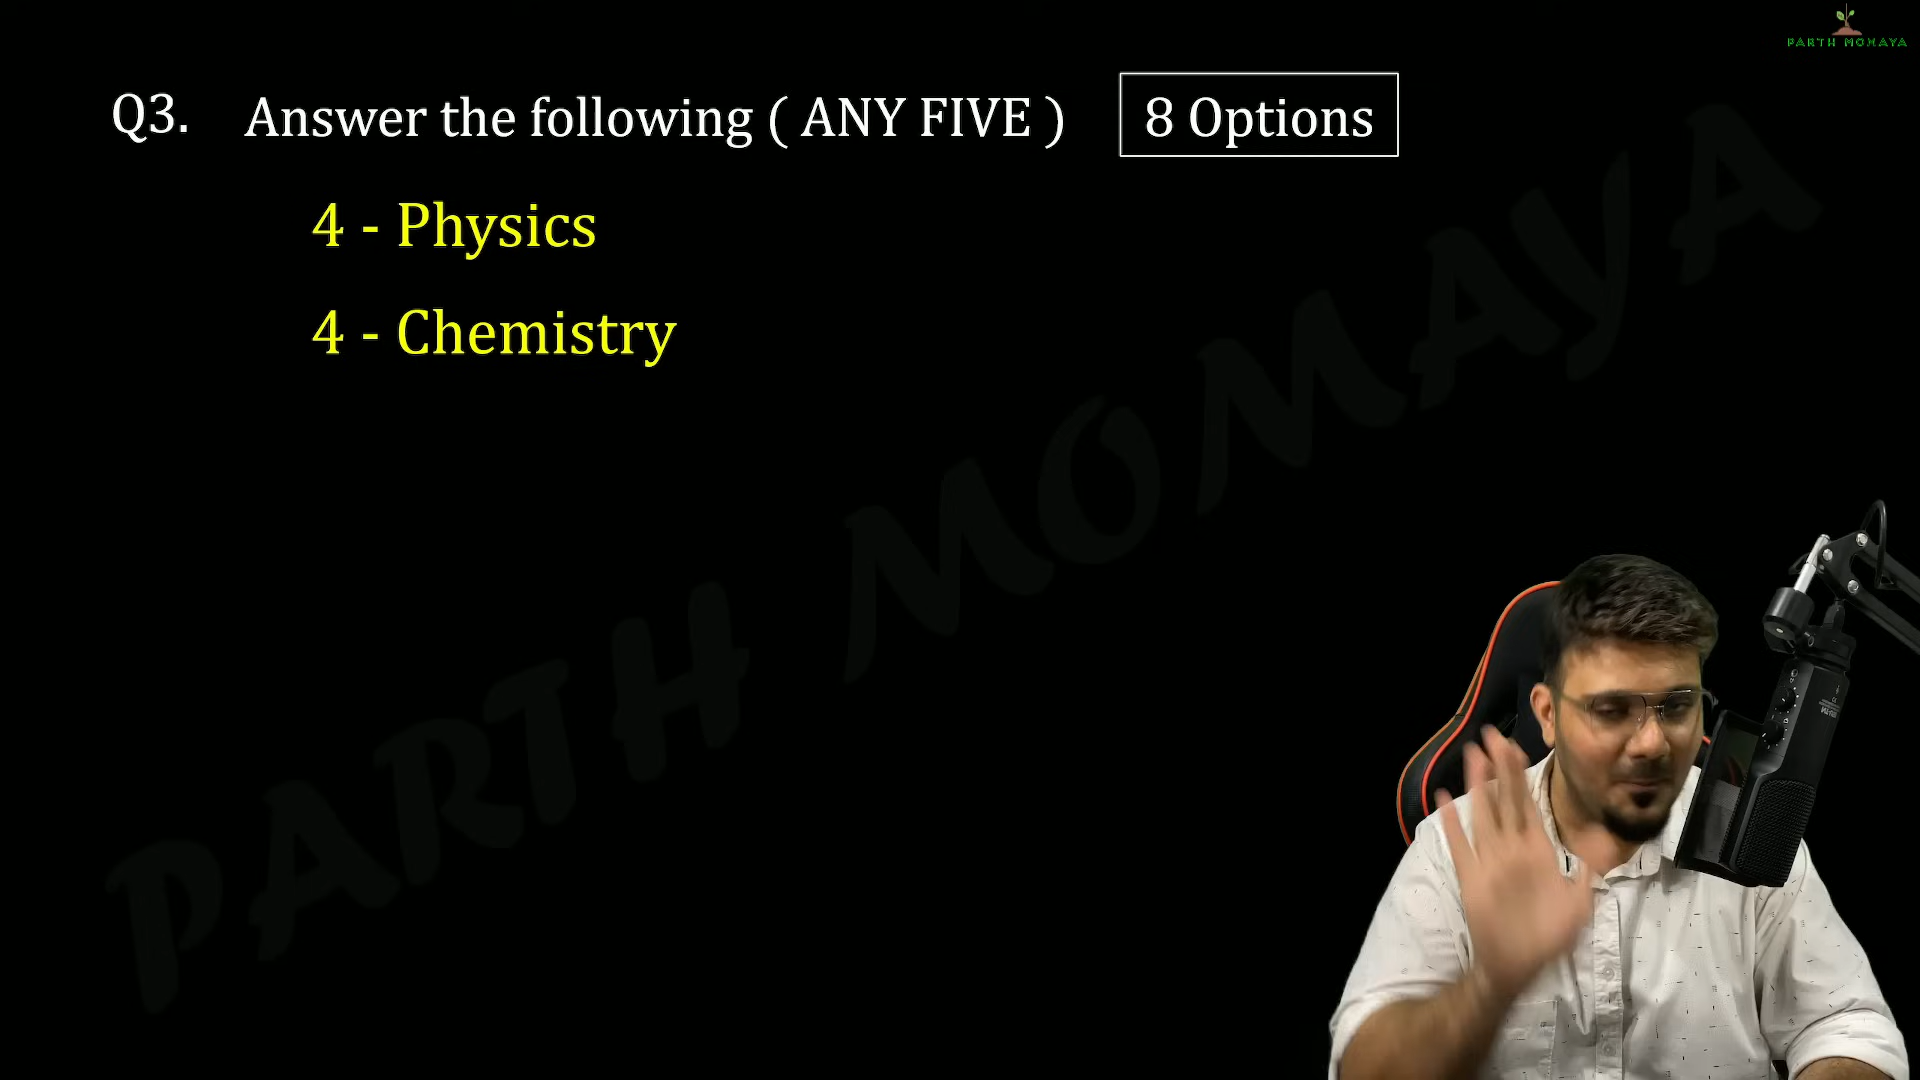 PARTH MOMAYA
Q3. Answer the following ( ANY FIVE ) 8 Options
4 - Physics
4 - Chemistry
PARTH MOMAYA